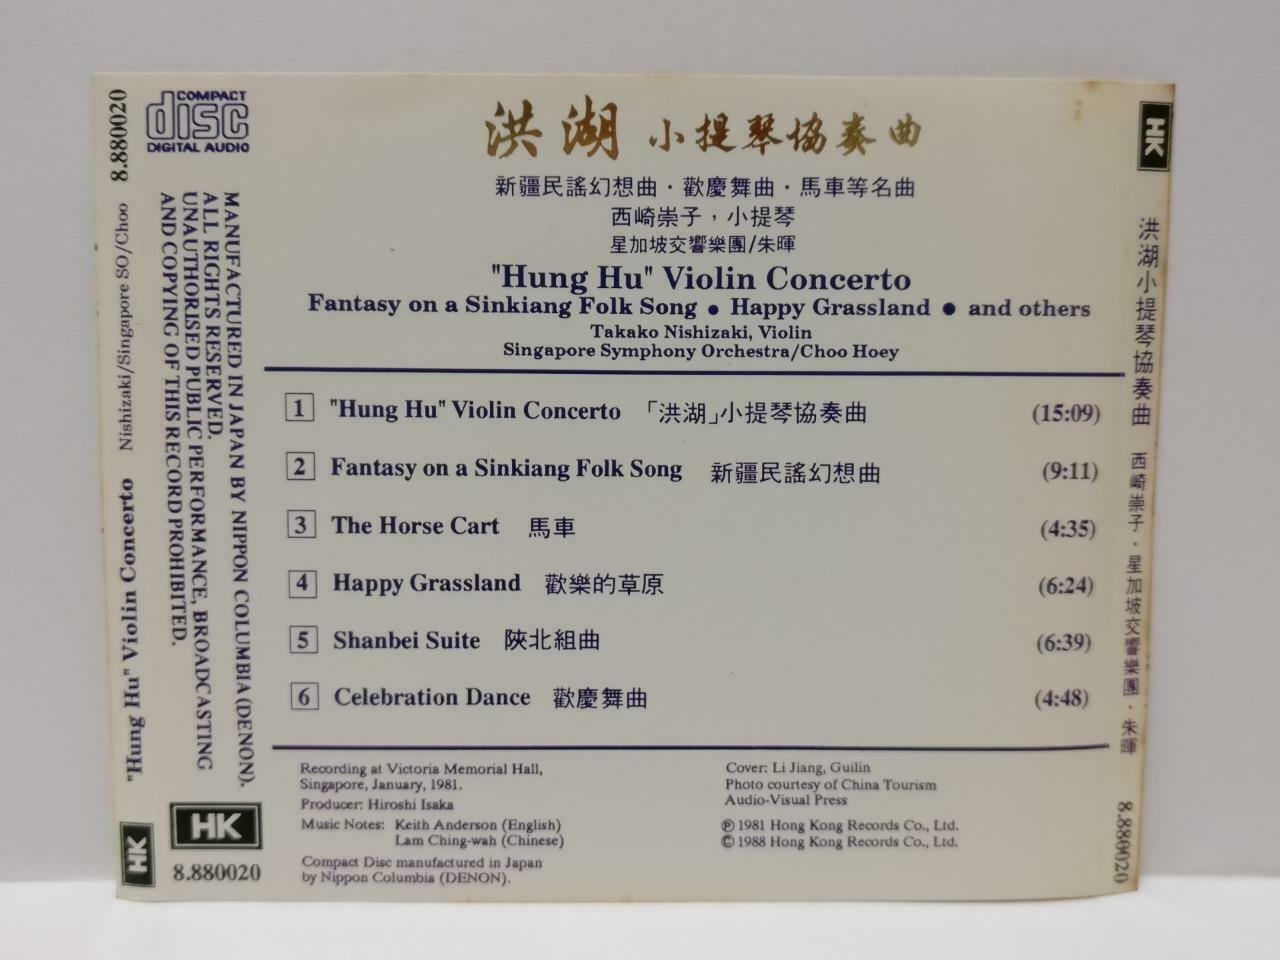 8.880020
Nishizaki/Singapore SO/Choo
"Hung Hu" Violin Concerto
HK
COMPACT
disc
DIGITAL AUDIO
MANUFACTURED IN JAPAN BY NIPPON COLUMBIA (DENON).
ALL RIGHTS RESERVED.
UNAUTHORISED PUBLIC PERFORMANCE, BROADCASTING
AND COPYING OF THIS RECORD PROHIBITED.
HK
8.880020
洪湖 小提琴協奏曲
新疆民謠幻想曲・歡慶舞曲・馬車等名曲
西崎崇子，小提琴
星加坡交響樂團/朱暉
"Hung Hu" Violin Concerto
Fantasy on a Sinkiang Folk Song ● Happy Grassland ● and others
Takako Nishizaki, Violin
Singapore Symphony Orchestra/Choo Hoey
1 "Hung Hu" Violin Concerto 「洪湖」小提琴協奏曲 (15:09)
2 Fantasy on a Sinkiang Folk Song 新疆民謠幻想曲 (9:11)
3 The Horse Cart 馬車 (4:35)
4 Happy Grassland 歡樂的草原 (6:24)
5 Shanbei Suite 陝北組曲 (6:39)
6 Celebration Dance 歡慶舞曲 (4:48)
Recording at Victoria Memorial Hall,
Singapore, January, 1981.
Producer: Hiroshi Isaka
Music Notes: Keith Anderson (English)
Lam Ching-wah (Chinese)
Compact Disc manufactured in Japan
by Nippon Columbia (DENON).
Cover: Li Jiang, Guilin
Photo courtesy of China Tourism
Audio-Visual Press
℗ 1981 Hong Kong Records Co., Ltd.
© 1988 Hong Kong Records Co., Ltd.
HK
洪湖小提琴協奏曲
西崎崇子・星加坡交響樂團・朱暉
8.880020